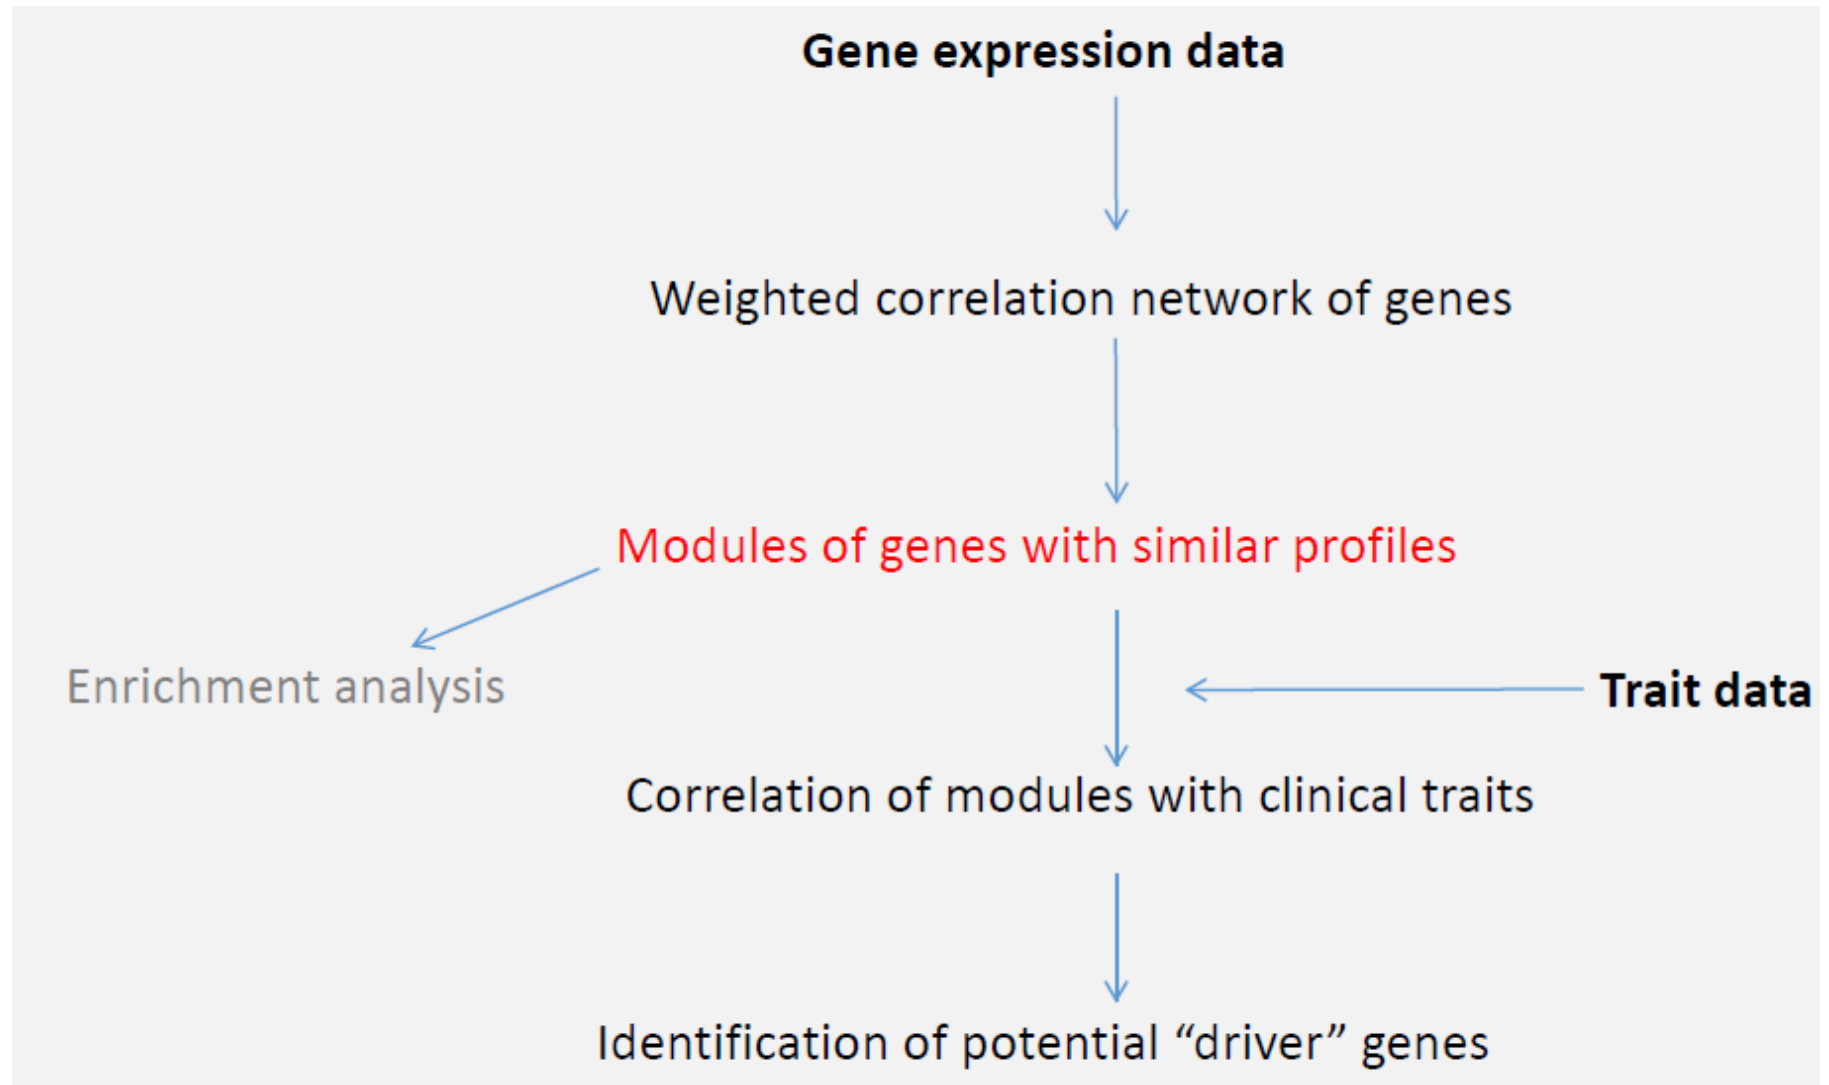 Gene expression data
Weighted correlation network of genes
Modules of genes with similar profiles
Enrichment analysis
Trait data
Correlation of modules with clinical traits
Identification of potential “driver” genes